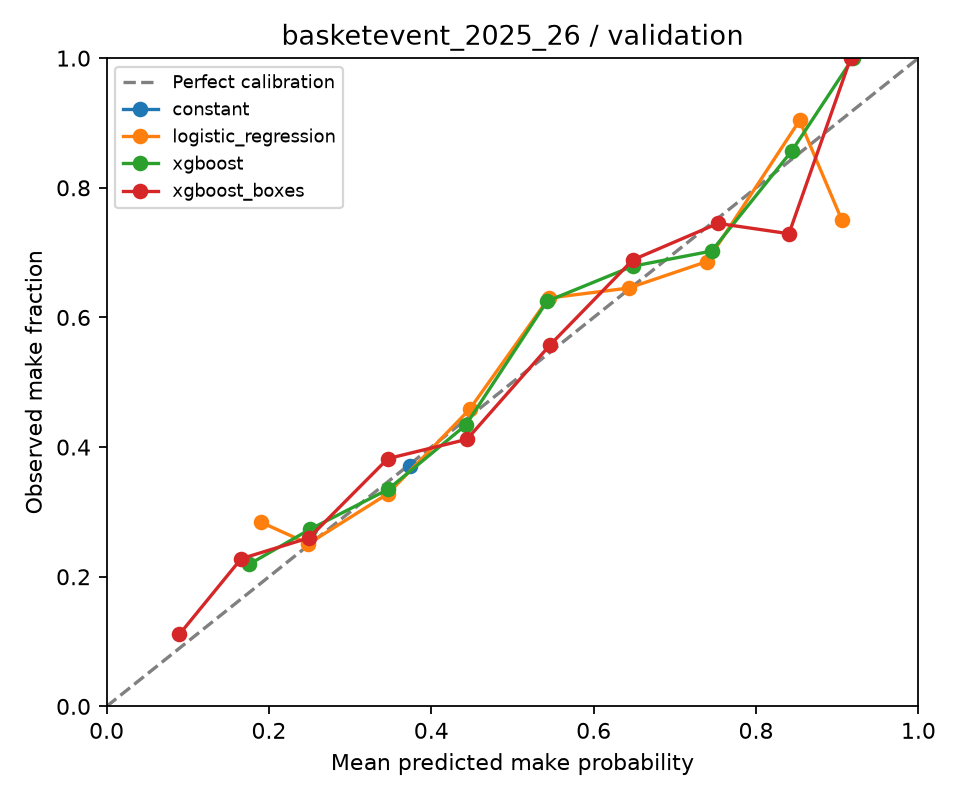 basketevent_2025_26 / validation
Perfect calibration
constant
logistic_regression
xgboost
xgboost_boxes
Observed make fraction
1.0
0.8
0.6
0.4
0.2
0.0
0.0 0.2 0.4 0.6 0.8 1.0
Mean predicted make probability